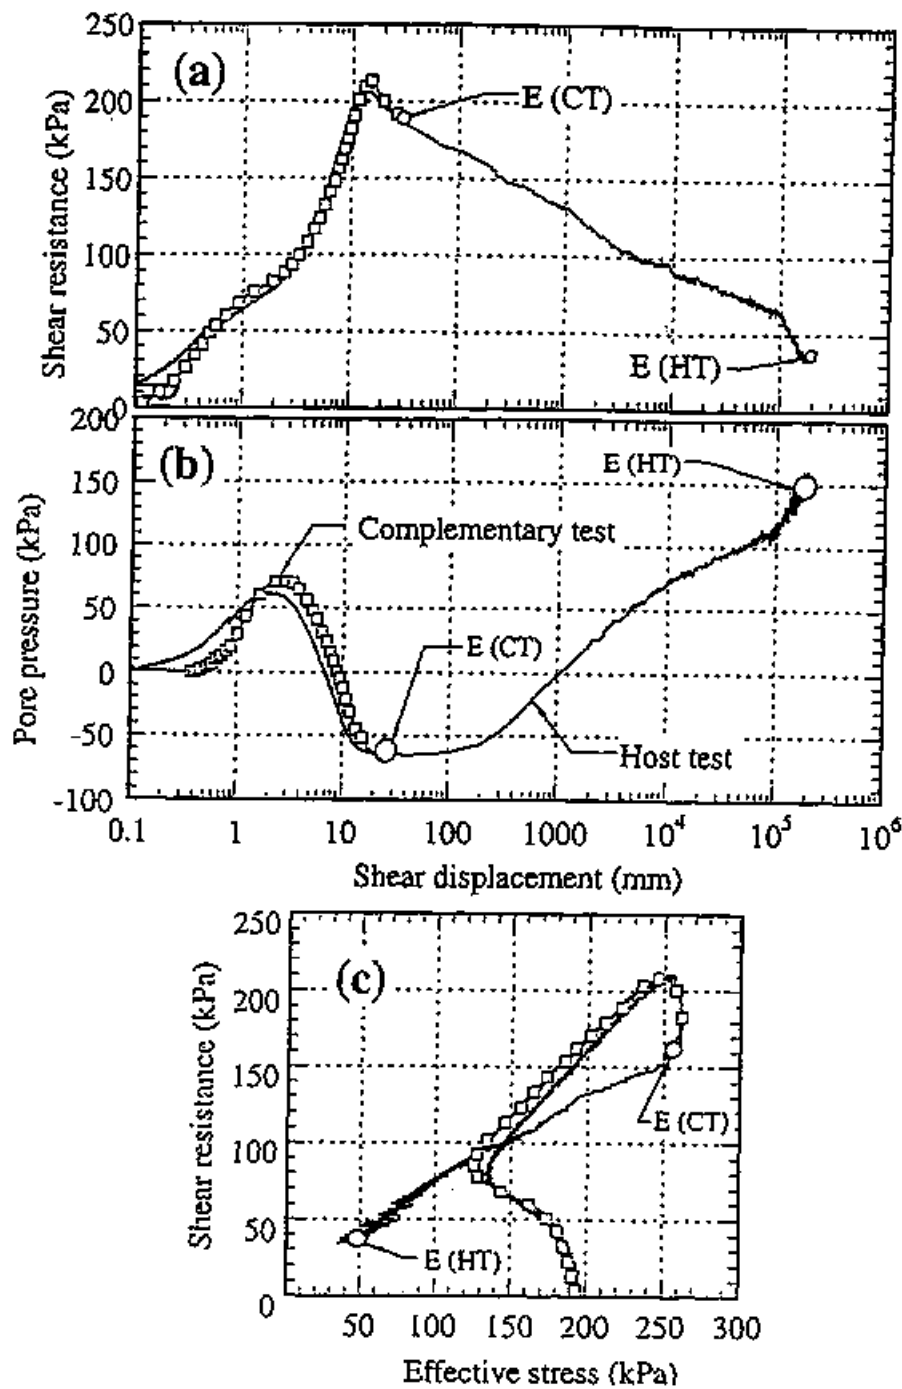 250
(a)
200
E (CT)
150
100
50
E (HT)
0
Shear resistance (kPa)
200
(b)
E (HT)
150
100
Complementary test
50
E (CT)
0
-50
Host test
-100
Pore pressure (kPa)
0.1 1 10 100 1000 10⁴ 10⁵ 10⁶
Shear displacement (mm)
250
(c)
200
150
E (CT)
100
50
E (HT)
0
Shear resistance (kPa)
50 100 150 200 250 300
Effective stress (kPa)